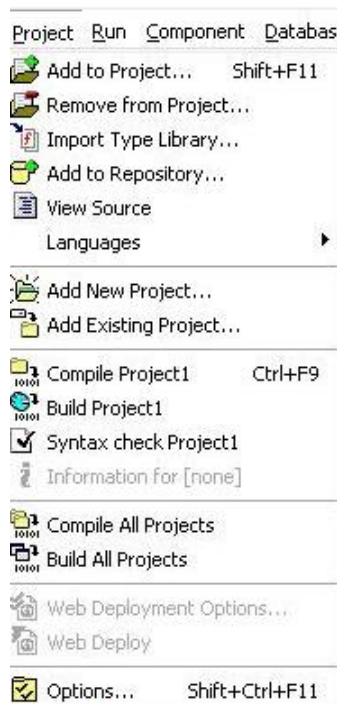 Project Run Component Databas
Add to Project... Shift+F11
Remove from Project...
Import Type Library...
Add to Repository...
View Source
Languages
Add New Project...
Add Existing Project...
Compile Project1 Ctrl+F9
Build Project1
Syntax check Project1
Information for [none]
Compile All Projects
Build All Projects
Web Deployment Options...
Web Deploy
Options... Shift+Ctrl+F11